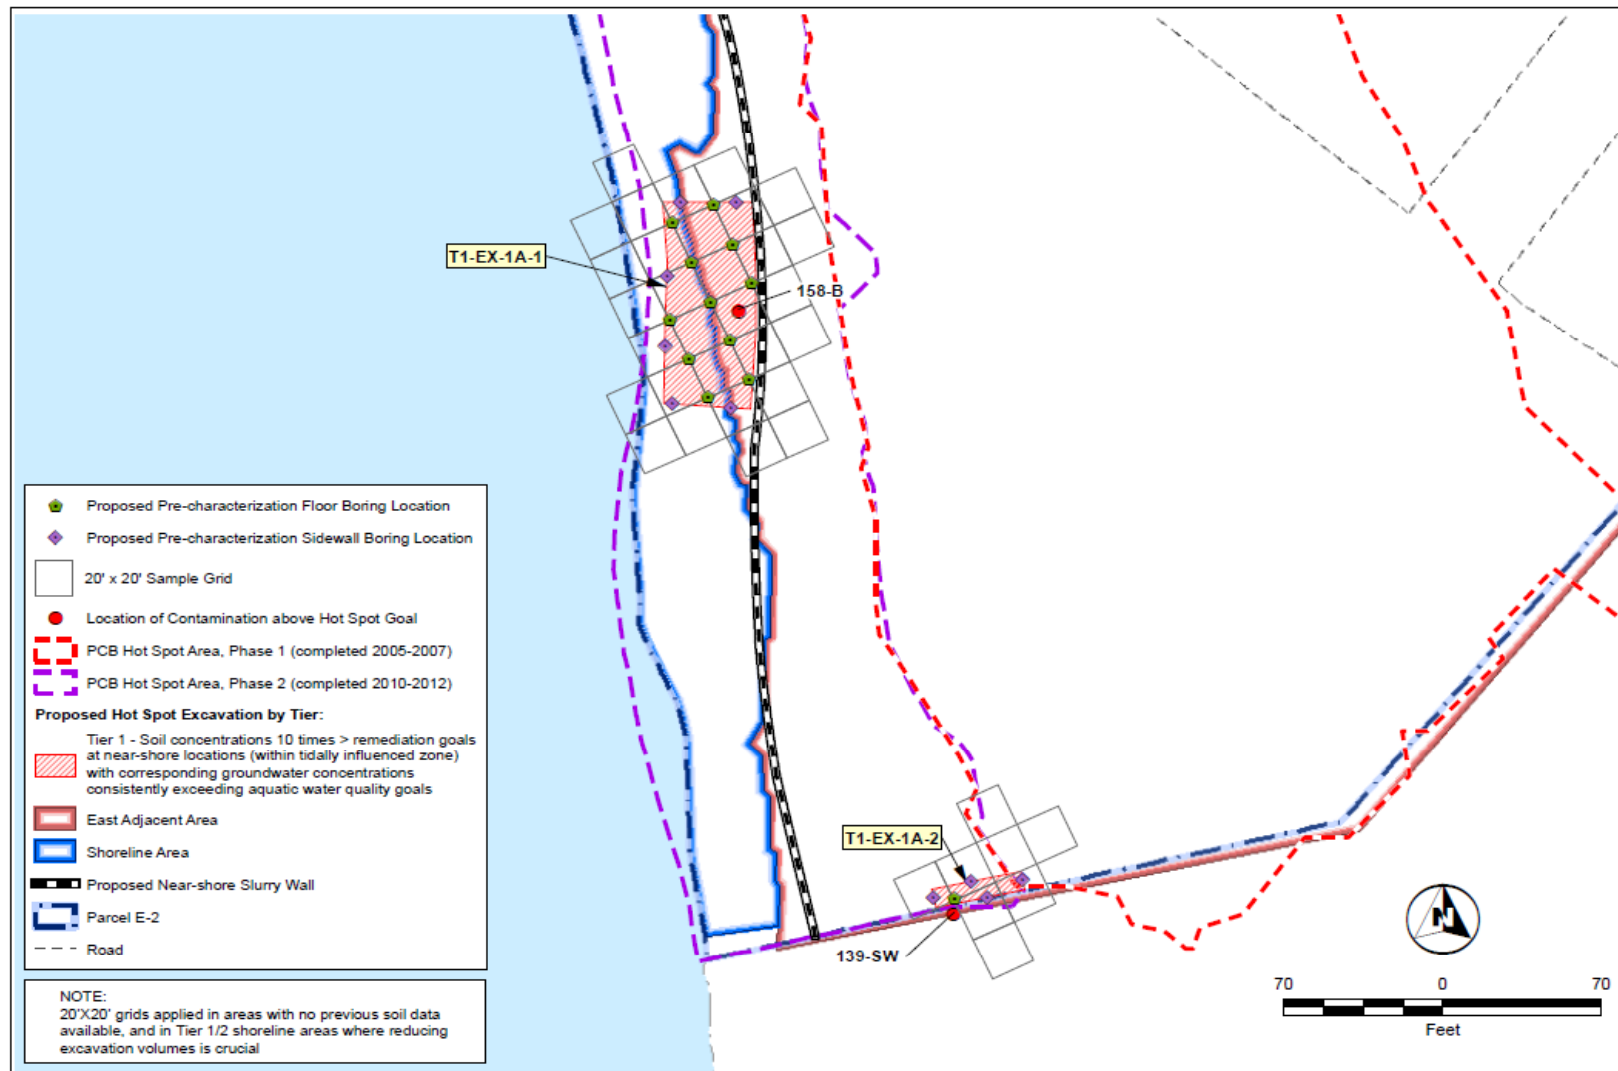 T1-EX-1A-1
158-B
Proposed Pre-characterization Floor Boring Location
Proposed Pre-characterization Sidewall Boring Location
20' x 20' Sample Grid
Location of Contamination above Hot Spot Goal
PCB Hot Spot Area, Phase 1 (completed 2005-2007)
PCB Hot Spot Area, Phase 2 (completed 2010-2012)
Proposed Hot Spot Excavation by Tier:
Tier 1 - Soil concentrations 10 times > remediation goals
at near-shore locations (within tidally influenced zone)
with corresponding groundwater concentrations
consistently exceeding aquatic water quality goals
East Adjacent Area
Shoreline Area
Proposed Near-shore Slurry Wall
Parcel E-2
Road
T1-EX-1A-2
139-SW
N
70 0 70
Feet
NOTE:
20'X20' grids applied in areas with no previous soil data
available, and in Tier 1/2 shoreline areas where reducing
excavation volumes is crucial